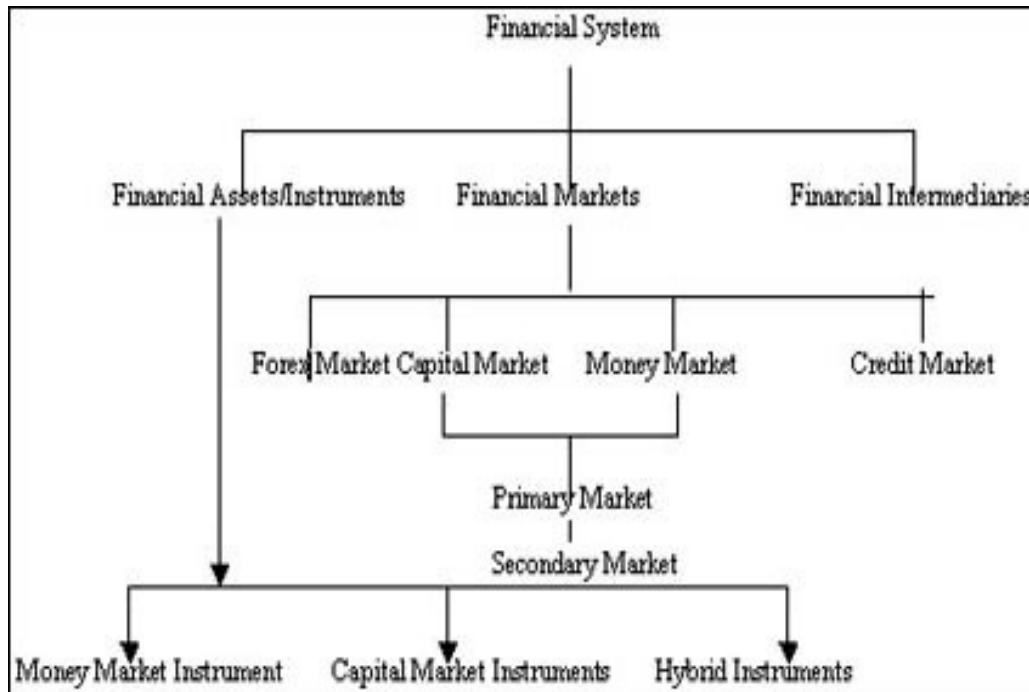 Financial System
Financial Assets/Instruments Financial Markets Financial Intermediaries
Forex Market Capital Market Money Market Credit Market
Primary Market
Secondary Market
Money Market Instrument Capital Market Instruments Hybrid Instruments